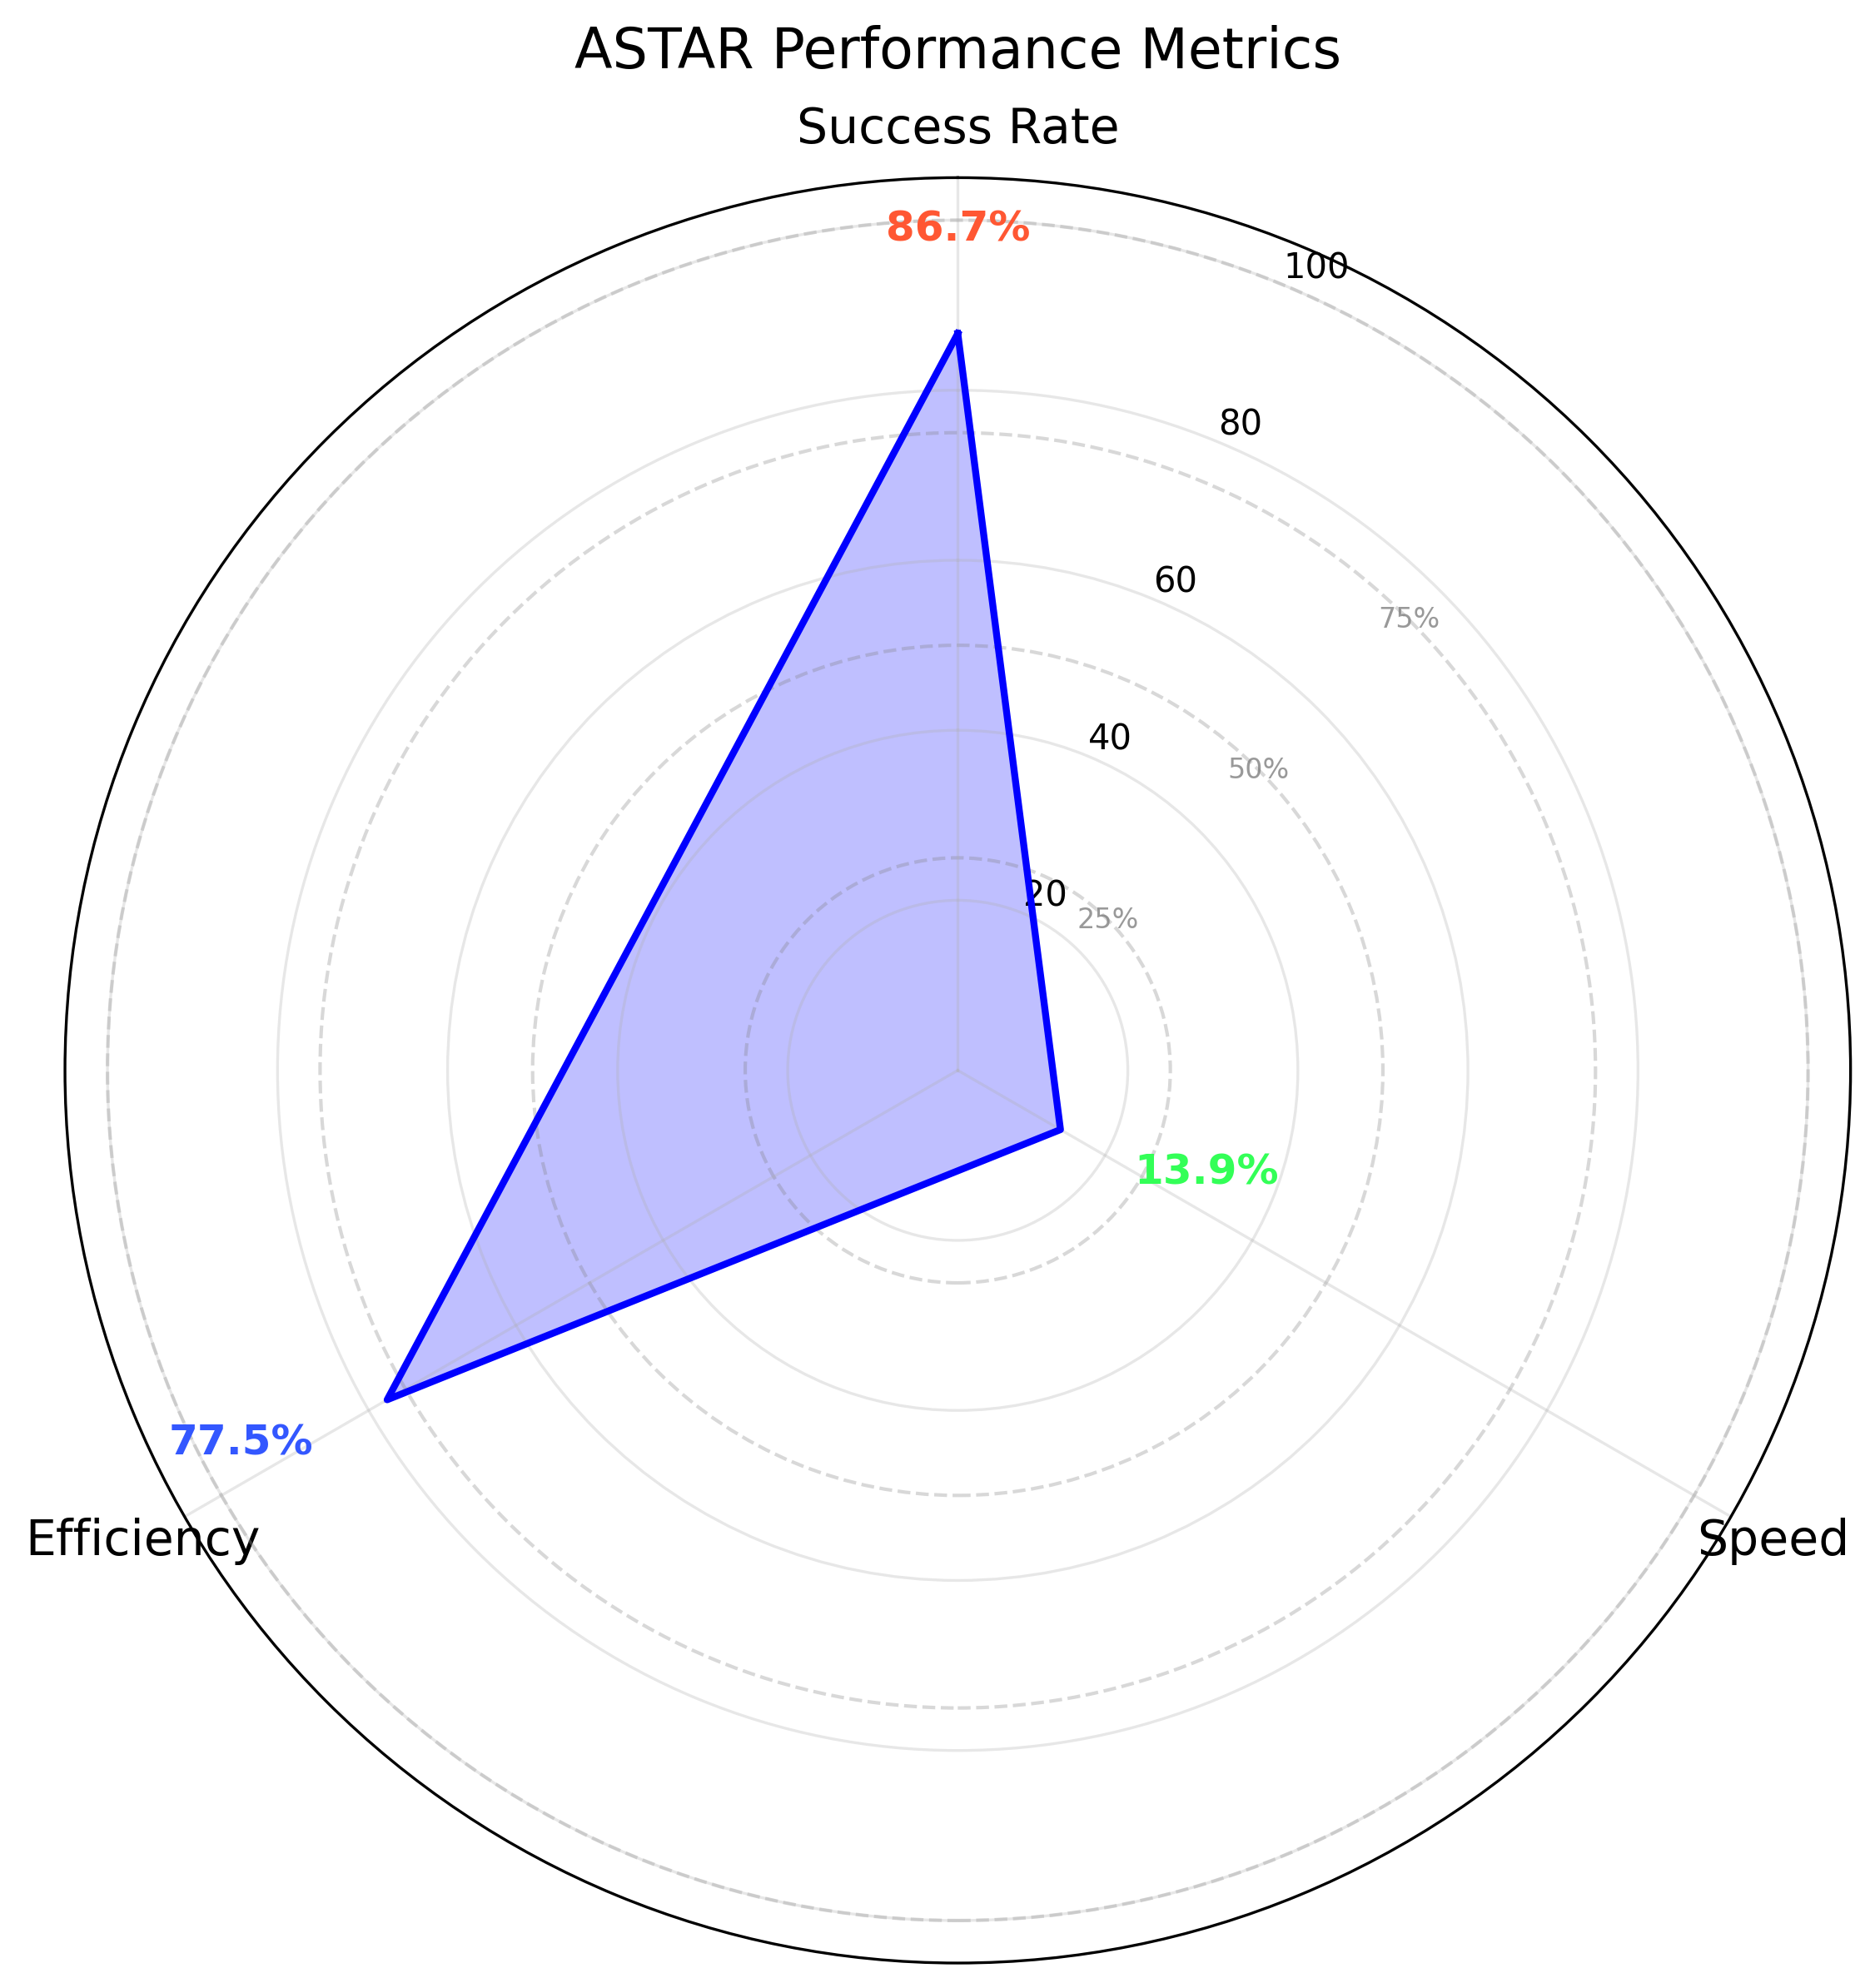 ASTAR Performance Metrics
Success Rate
86.7%
100
80
60
75%
40
50%
20
25%
13.9%
77.5%
Efficiency
Speed